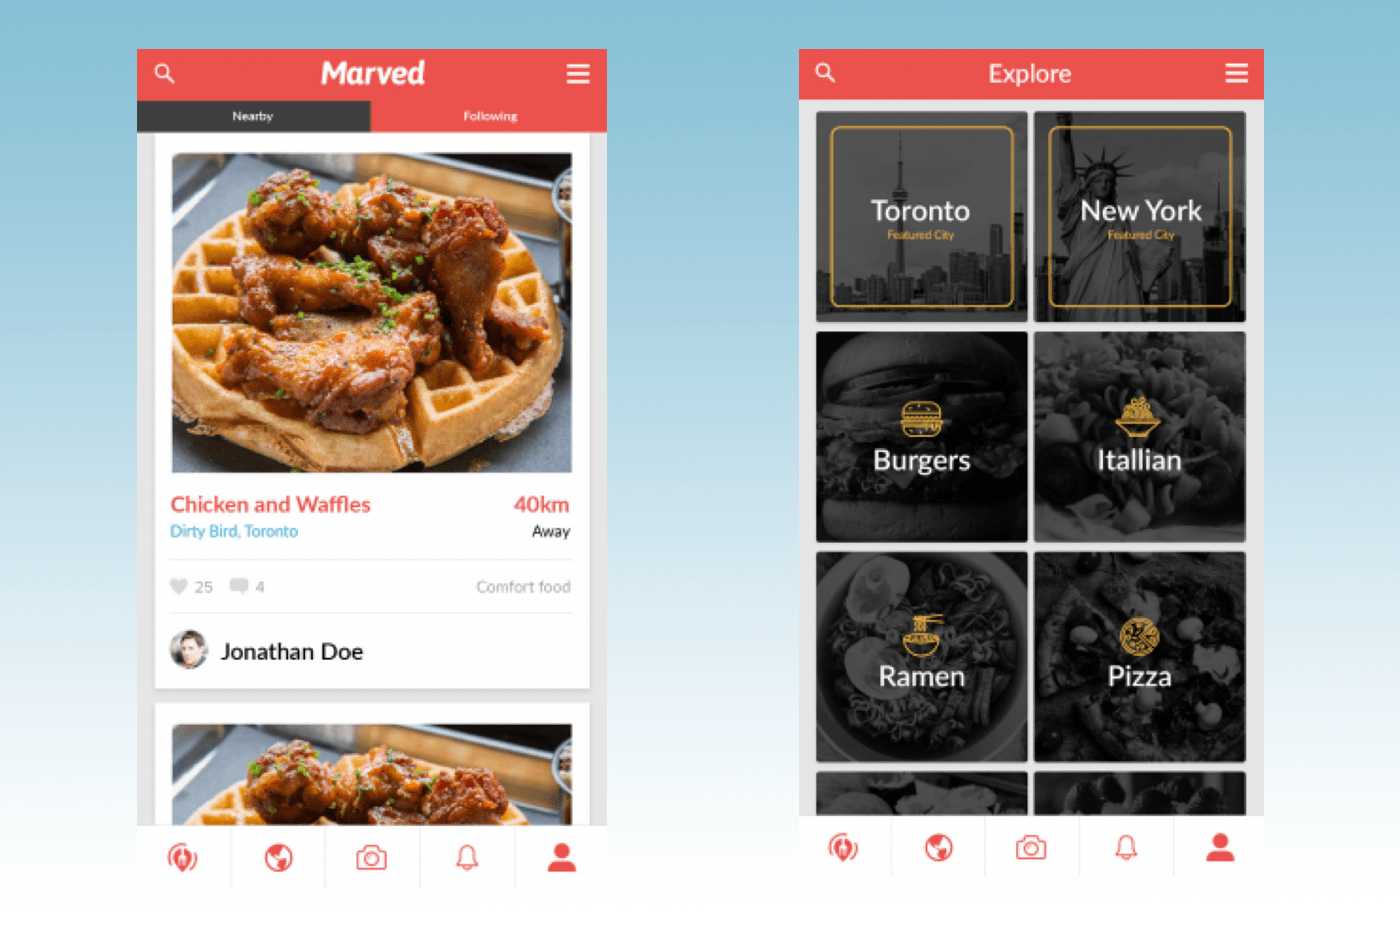 Marved
Nearby
Following
Chicken and Waffles
40km
Dirty Bird, Toronto
Away
25
4
Comfort food
Jonathan Doe
Explore
Toronto
Featured City
New York
Featured City
Burgers
Itallian
Ramen
Pizza